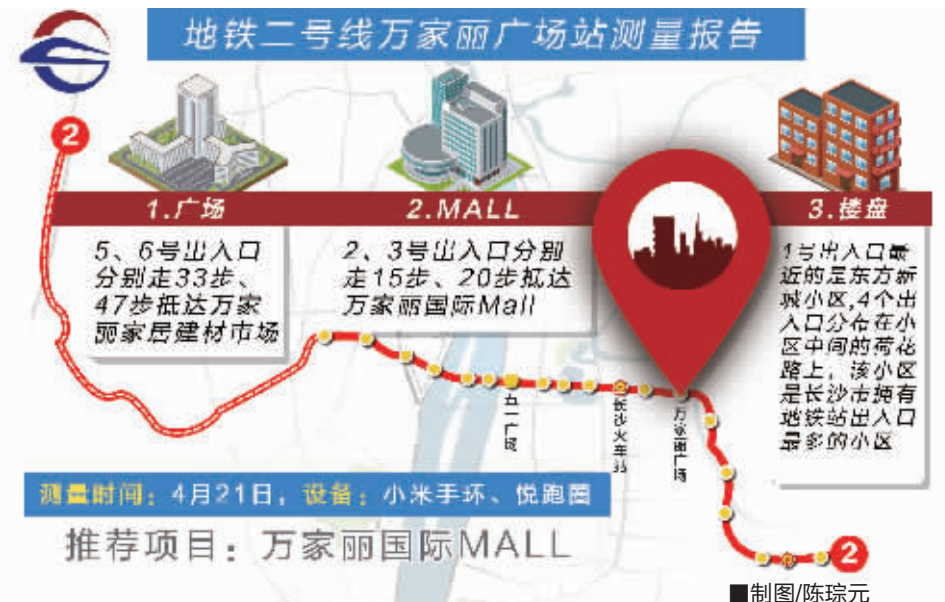 地铁二号线万家丽广场站测量报告
2
1.广场
5、6号出入口
分别走33步、
47步抵达万家
丽家居建材市场
2.MALL
2、3号出入口分别
走15步、20步抵达
万家丽国际Mall
3.楼盘
1号出入口最
近的是东方新
城小区,4个出
入口分布在小
区中间的荷花
路上，该小区
是长沙市拥有
地铁站出入口
最多的小区
五一广场
长沙火车站
万家丽广场
2
测量时间：4月21日，设备：小米手环、悦跑圈
推荐项目：万家丽国际MALL
■制图/陈琮元